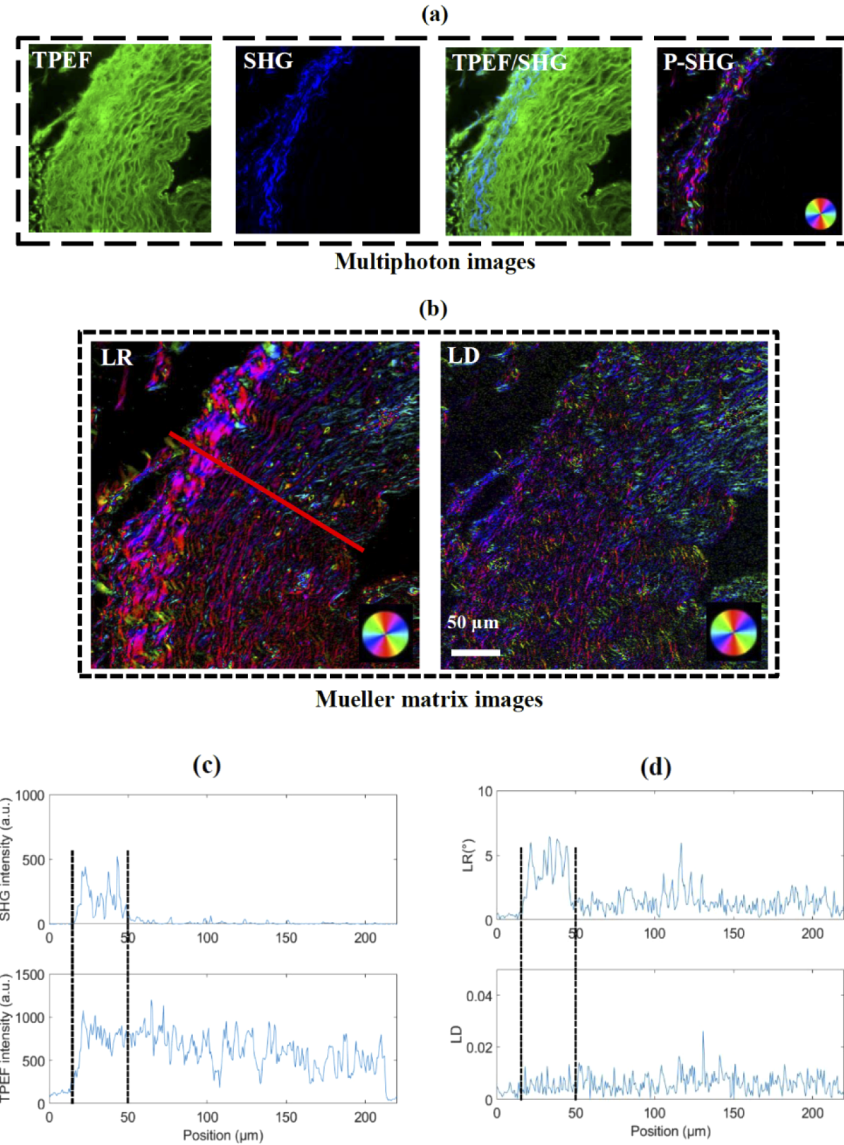 (a)
TPEF SHG TPEF/SHG P-SHG
Multiphoton images
(b)
LR LD
50 µm
Mueller matrix images
(c) (d)
1000
500
0
SHG intensity (a.u.)
0 50 100 150 200
1500
1000
500
0
TPEF intensity (a.u.)
0 50 100 150 200
Position (µm)
10
5
0
LR(°)
0 50 100 150 200
0.04
0.02
0
LD
0 50 100 150 200
Position (µm)